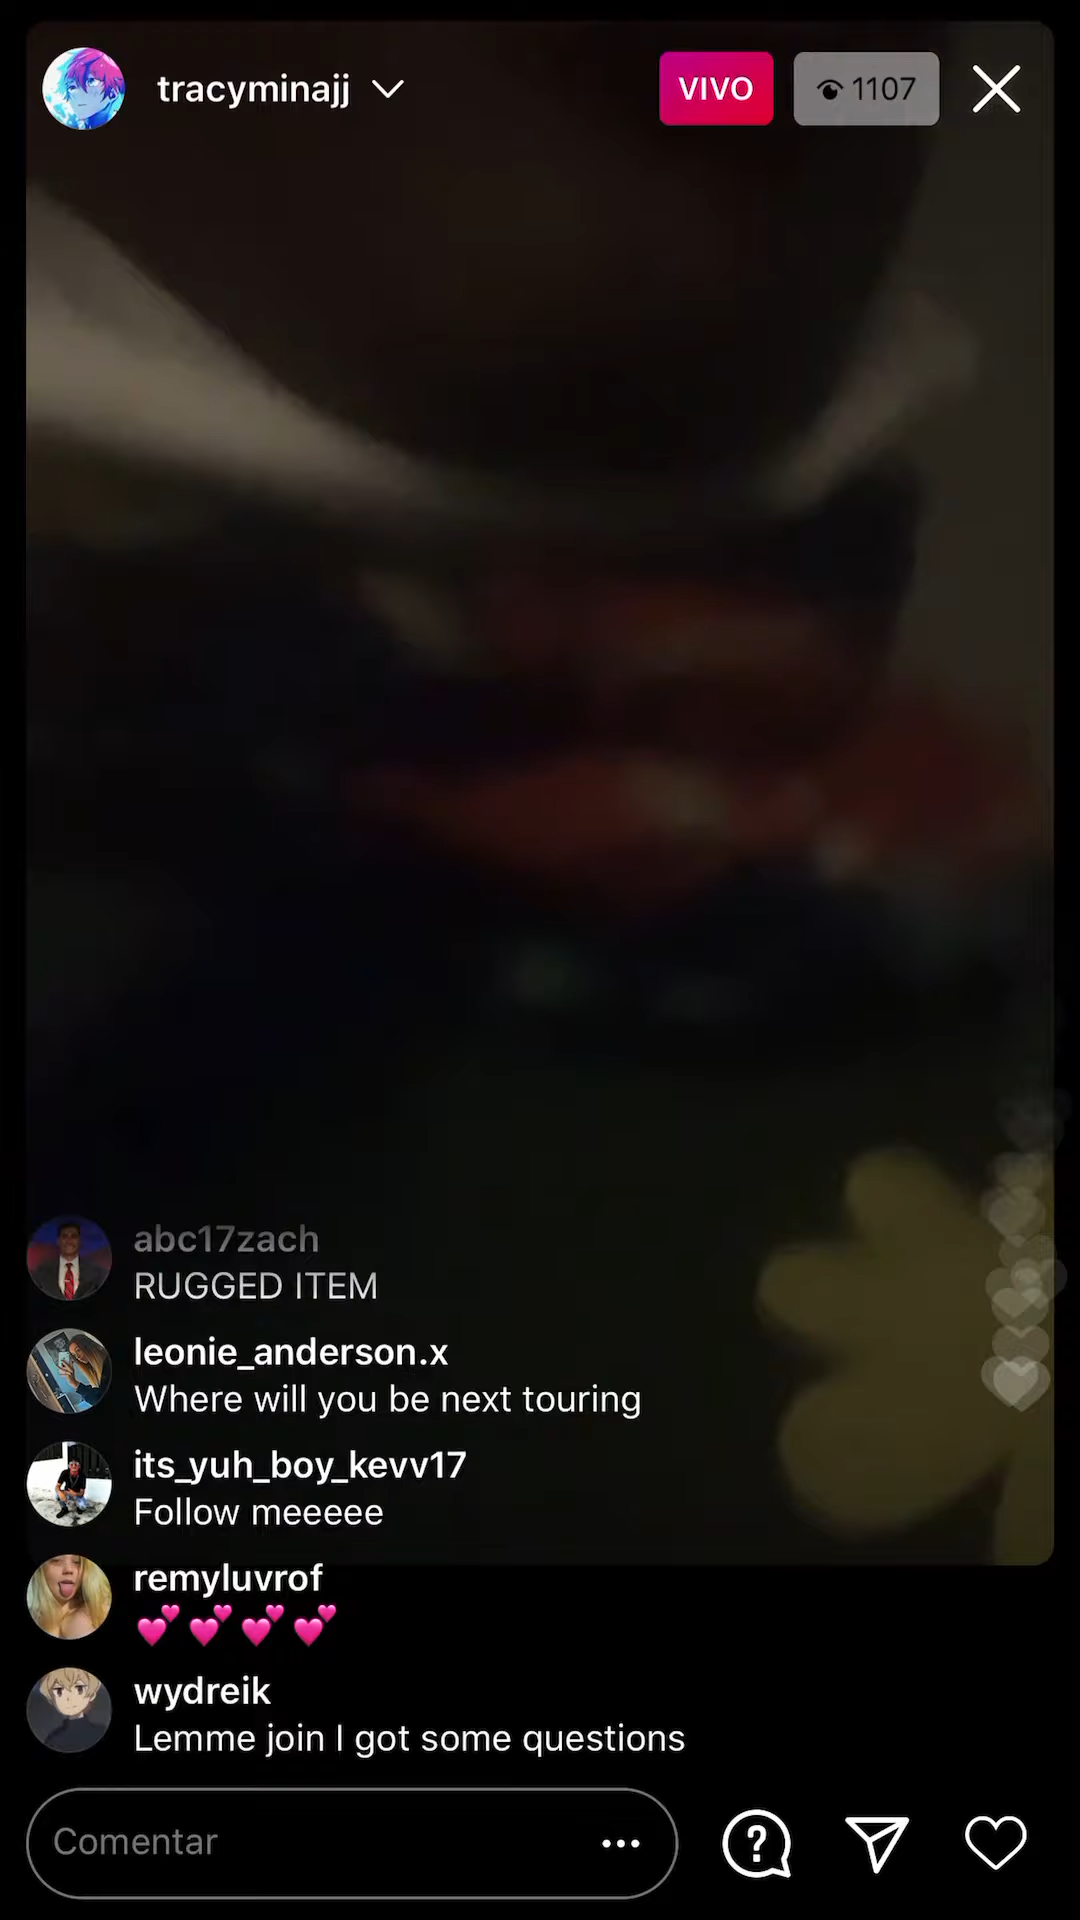 tracyminajj
VIVO
1107
abc17zach
RUGGED ITEM
leonie_anderson.x
Where will you be next touring
its_yuh_boy_kevv17
Follow meeeee
remyluvrof
💕💕💕💕
wydreik
Lemme join I got some questions
Comentar